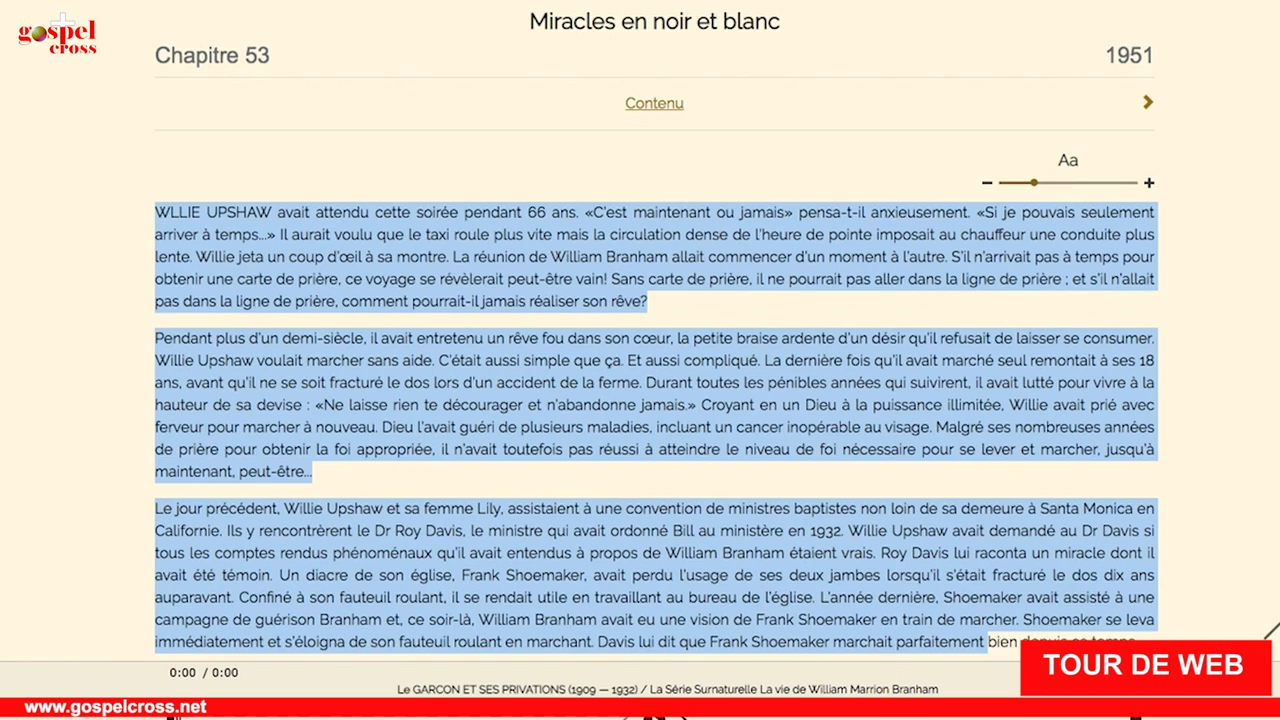 gospel
cross
Miracles en noir et blanc
Chapitre 53
1951
Contenu
Aa
WLLIE UPSHAW avait attendu cette soirée pendant 66 ans. «C'est maintenant ou jamais» pensa-t-il anxieusement. «Si je pouvais seulement
arriver à temps...» Il aurait voulu que le taxi roule plus vite mais la circulation dense de l'heure de pointe imposait au chauffeur une conduite plus
lente. Willie jeta un coup d'œil à sa montre. La réunion de William Branham allait commencer d'un moment à l'autre. S'il n'arrivait pas à temps pour
obtenir une carte de prière, ce voyage se révèlerait peut-être vain! Sans carte de prière, il ne pourrait pas aller dans la ligne de prière ; et s'il n'allait
pas dans la ligne de prière, comment pourrait-il jamais réaliser son rêve?
Pendant plus d'un demi-siècle, il avait entretenu un rêve fou dans son cœur, la petite braise ardente d'un désir qu'il refusait de laisser se consumer.
Willie Upshaw voulait marcher sans aide. C'était aussi simple que ça. Et aussi compliqué. La dernière fois qu'il avait marché seul remontait à ses 18
ans, avant qu'il ne se soit fracturé le dos lors d'un accident de la ferme. Durant toutes les pénibles années qui suivirent, il avait lutté pour vivre à la
hauteur de sa devise : «Ne laisse rien te décourager et n'abandonne jamais.» Croyant en un Dieu à la puissance illimitée, Willie avait prié avec
ferveur pour marcher à nouveau. Dieu l'avait guéri de plusieurs maladies, incluant un cancer inopérable au visage. Malgré ses nombreuses années
de prière pour obtenir la foi appropriée, il n'avait toutefois pas réussi à atteindre le niveau de foi nécessaire pour se lever et marcher, jusqu'à
maintenant, peut-être...
Le jour précédent, Willie Upshaw et sa femme Lily, assistaient à une convention de ministres baptistes non loin de sa demeure à Santa Monica en
Californie. Ils y rencontrèrent le Dr Roy Davis, le ministre qui avait ordonné Bill au ministère en 1932. Willie Upshaw avait demandé au Dr Davis si
tous les comptes rendus phénoménaux qu'il avait entendus à propos de William Branham étaient vrais. Roy Davis lui raconta un miracle dont il
avait été témoin. Un diacre de son église, Frank Shoemaker, avait perdu l'usage de ses deux jambes lorsqu'il s'était fracturé le dos dix ans
auparavant. Confiné à son fauteuil roulant, il se rendait utile en travaillant au bureau de l'église. L'année dernière, Shoemaker avait assisté à une
campagne de guérison Branham et, ce soir-là, William Branham avait eu une vision de Frank Shoemaker en train de marcher. Shoemaker se leva
immédiatement et s'éloigna de son fauteuil roulant en marchant. Davis lui dit que Frank Shoemaker marchait parfaitement bien depuis ce temps.
TOUR DE WEB
0:00 / 0:00
Le GARCON ET SES PRIVATIONS (1909 — 1932) / La Série Surnaturelle La vie de William Marrion Branham
www.gospelcross.net